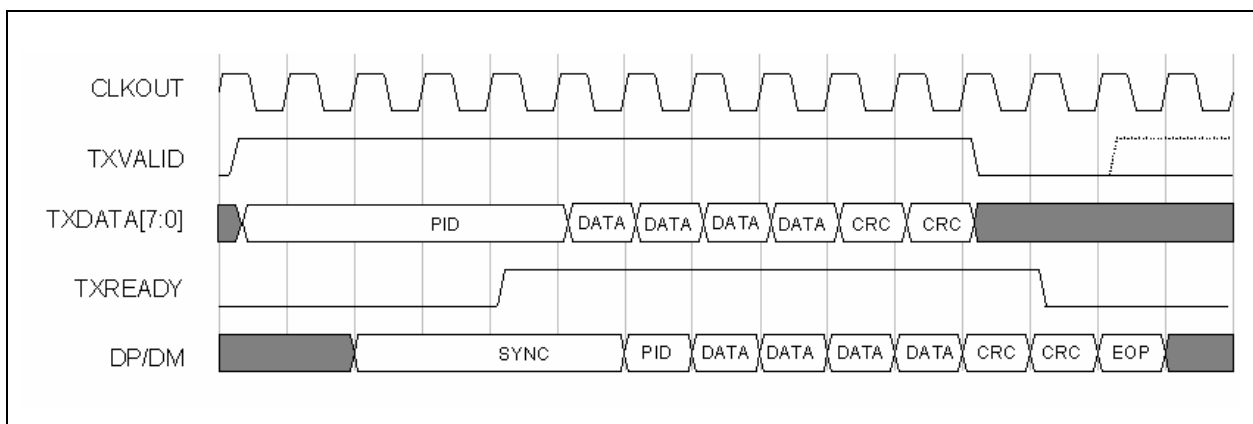 CLKOUT
TXVALID
TXDATA[7:0] PID DATA DATA DATA DATA CRC CRC
TXREADY
DP/DM SYNC PID DATA DATA DATA DATA CRC CRC EOP